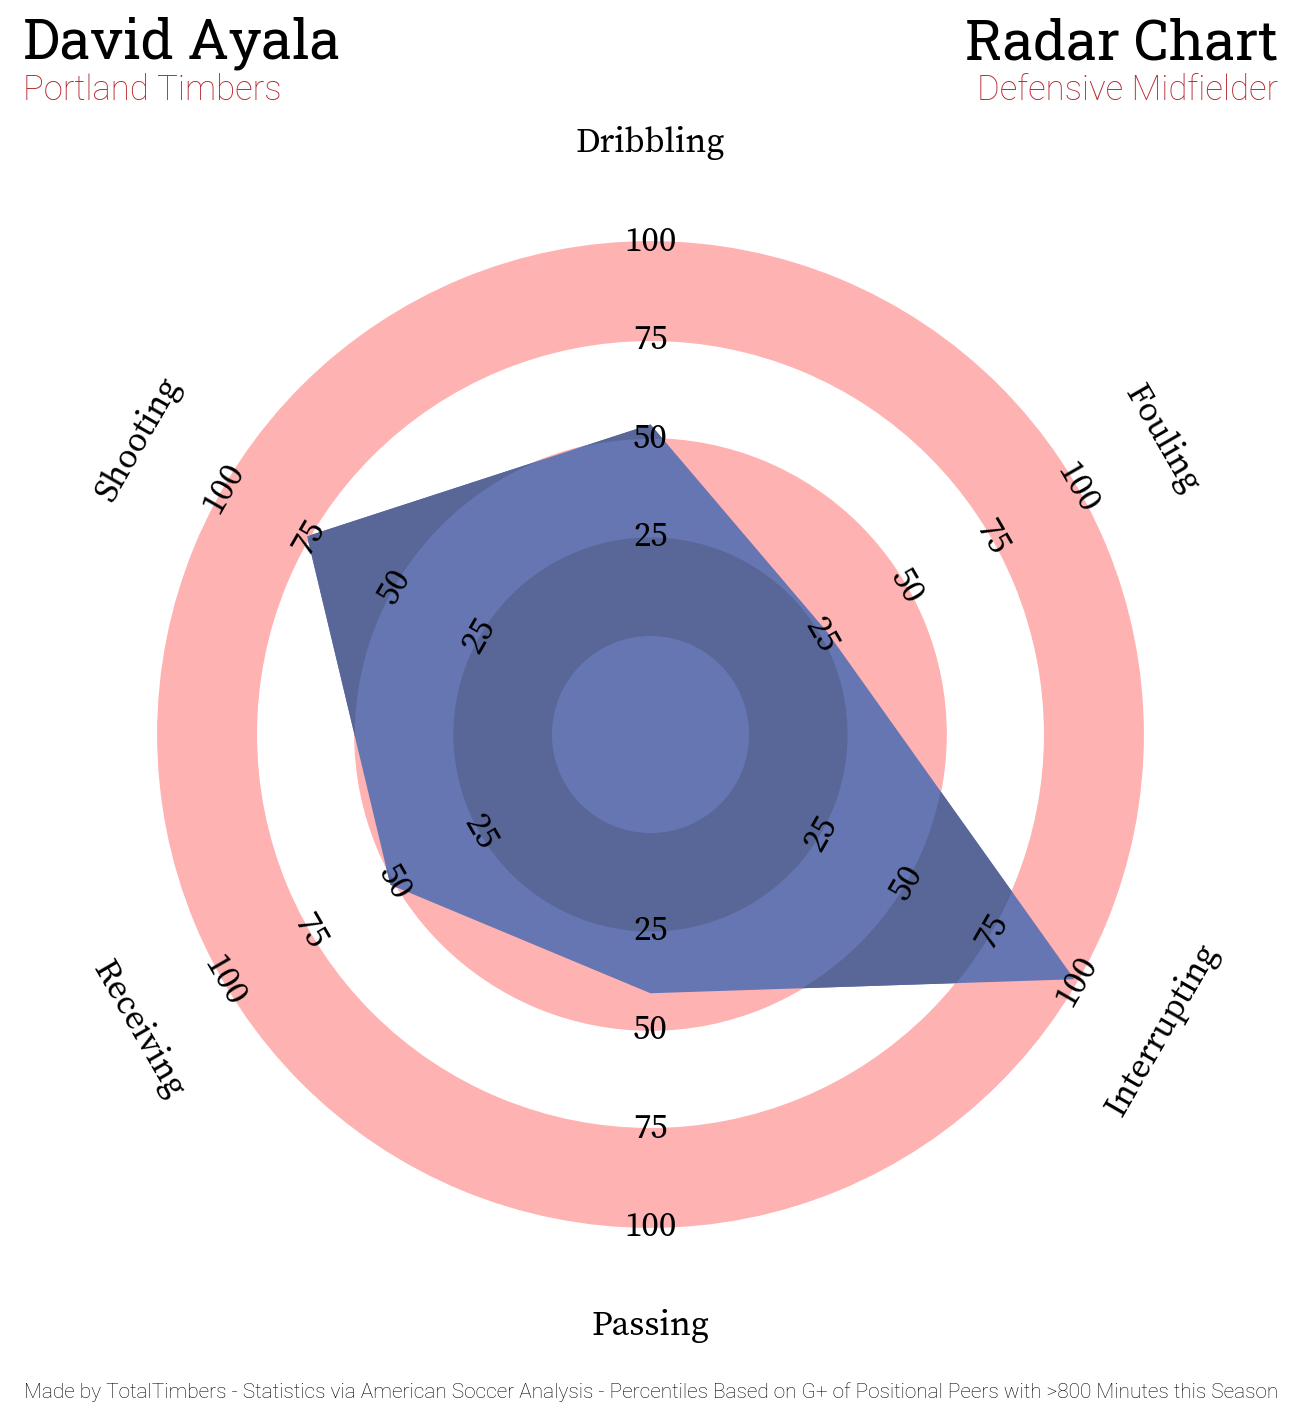 David Ayala
Portland Timbers
Radar Chart
Defensive Midfielder
Dribbling
100
75
50
25
Fouling
100
75
50
25
Interrupting
100
75
50
25
Passing
100
75
50
25
Receiving
100
75
50
25
Shooting
100
75
50
25
Made by TotalTimbers - Statistics via American Soccer Analysis - Percentiles Based on G+ of Positional Peers with >800 Minutes this Season